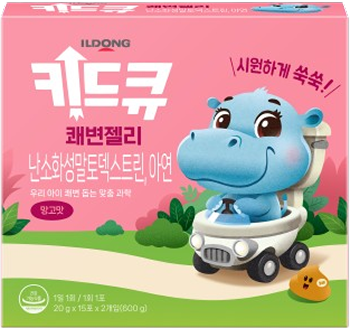 ILDONG
키드큐
시원하게 쑥쑥!
쾌변젤리
난소화성말토덱스트린, 아연
우리 아이 쾌변 돕는 맞춤 과학
망고맛
1일 1회 / 1회 1포
20 g x 15포 x 2개입(600 g)